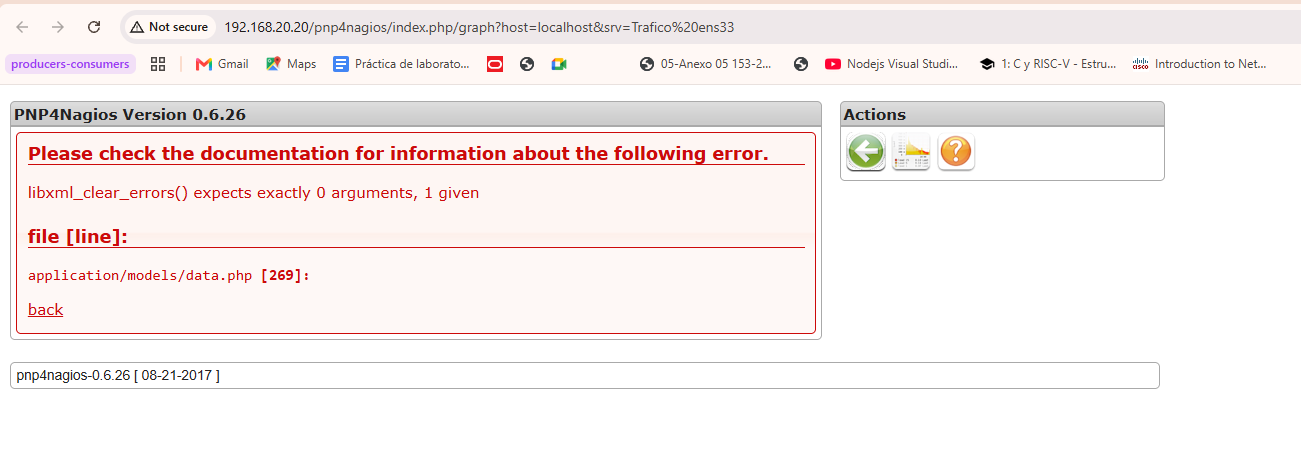 Not secure
192.168.20.20/pnp4nagios/index.php/graph?host=localhost&srv=Trafico%20ens33
producers-consumers
Gmail
Maps
Práctica de laborato...
05-Anexo 05 153-2...
Nodejs Visual Studi...
1: C y RISC-V - Estru...
cisco
Introduction to Net...
PNP4Nagios Version 0.6.26
Please check the documentation for information about the following error.
libxml_clear_errors() expects exactly 0 arguments, 1 given
file [line]:
application/models/data.php [269]:
back
Actions
pnp4nagios-0.6.26 [ 08-21-2017 ]